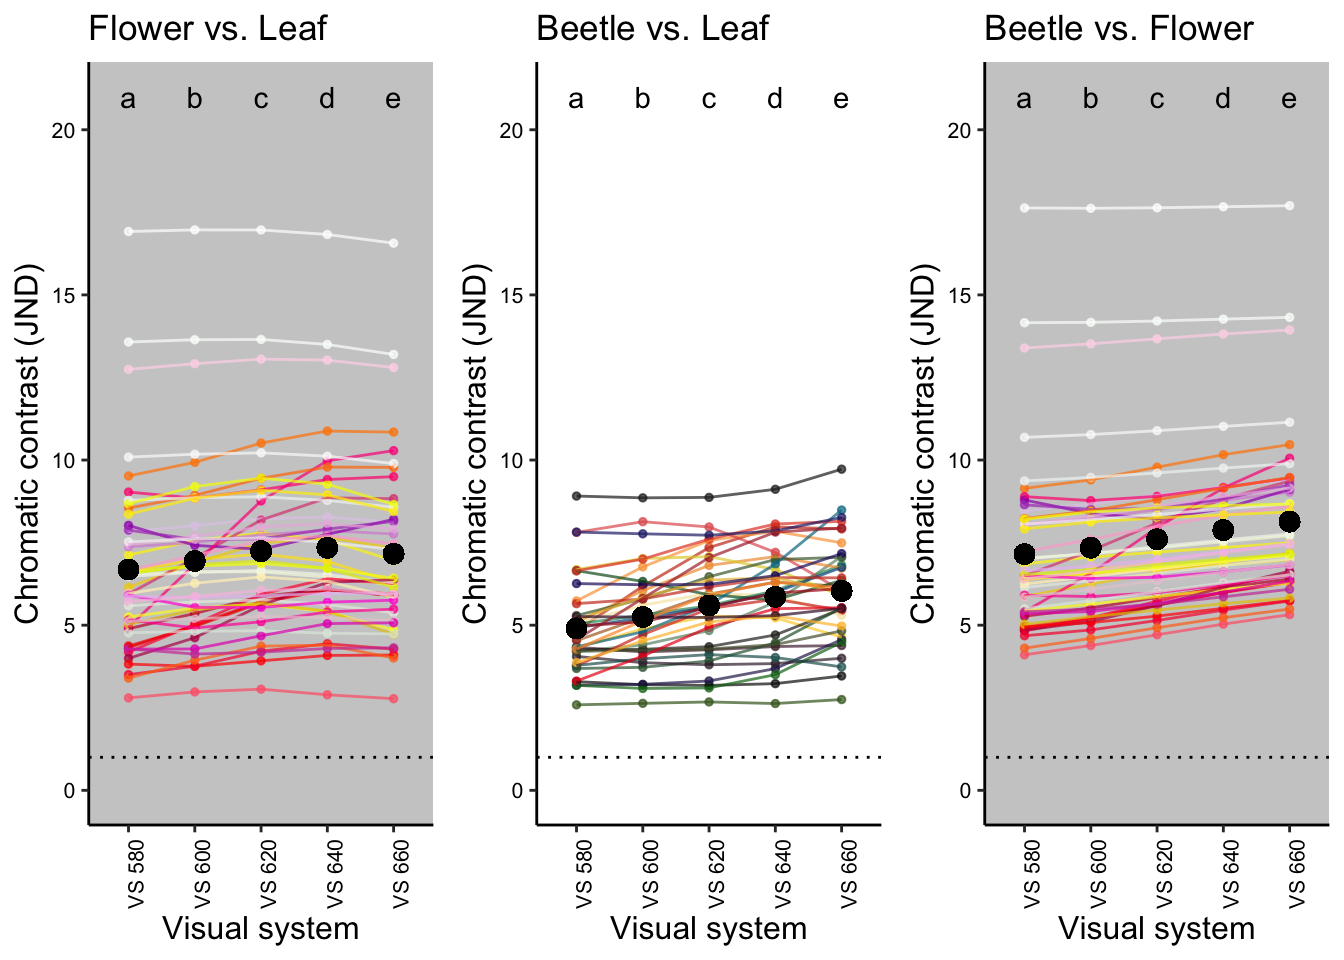 Flower vs. Leaf
Beetle vs. Leaf
Beetle vs. Flower
a b c d e
a b c d e
a b c d e
20
15
10
5
0
20
15
10
5
0
20
15
10
5
0
Chromatic contrast (JND)
Chromatic contrast (JND)
Chromatic contrast (JND)
VS 580
VS 600
VS 620
VS 640
VS 660
VS 580
VS 600
VS 620
VS 640
VS 660
VS 580
VS 600
VS 620
VS 640
VS 660
Visual system
Visual system
Visual system